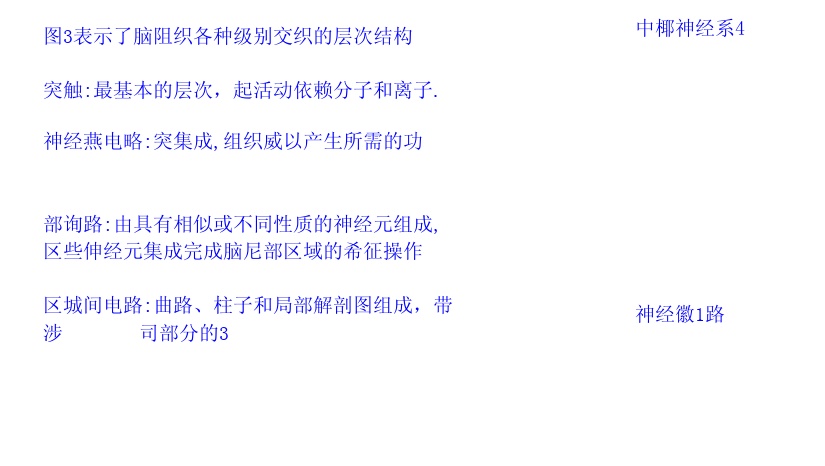 图3表示了脑阻织各种级别交织的层次结构
中椰神经系4
突触:最基本的层次，起活动依赖分子和离子.
神经燕电略:突集成,组织威以产生所需的功
部询路:由具有相似或不同性质的神经元组成,
区些伸经元集成完成脑尼部区域的希征操作
区城间电路:曲路、柱子和局部解剖图组成，带
涉 司部分的3
神经徽1路